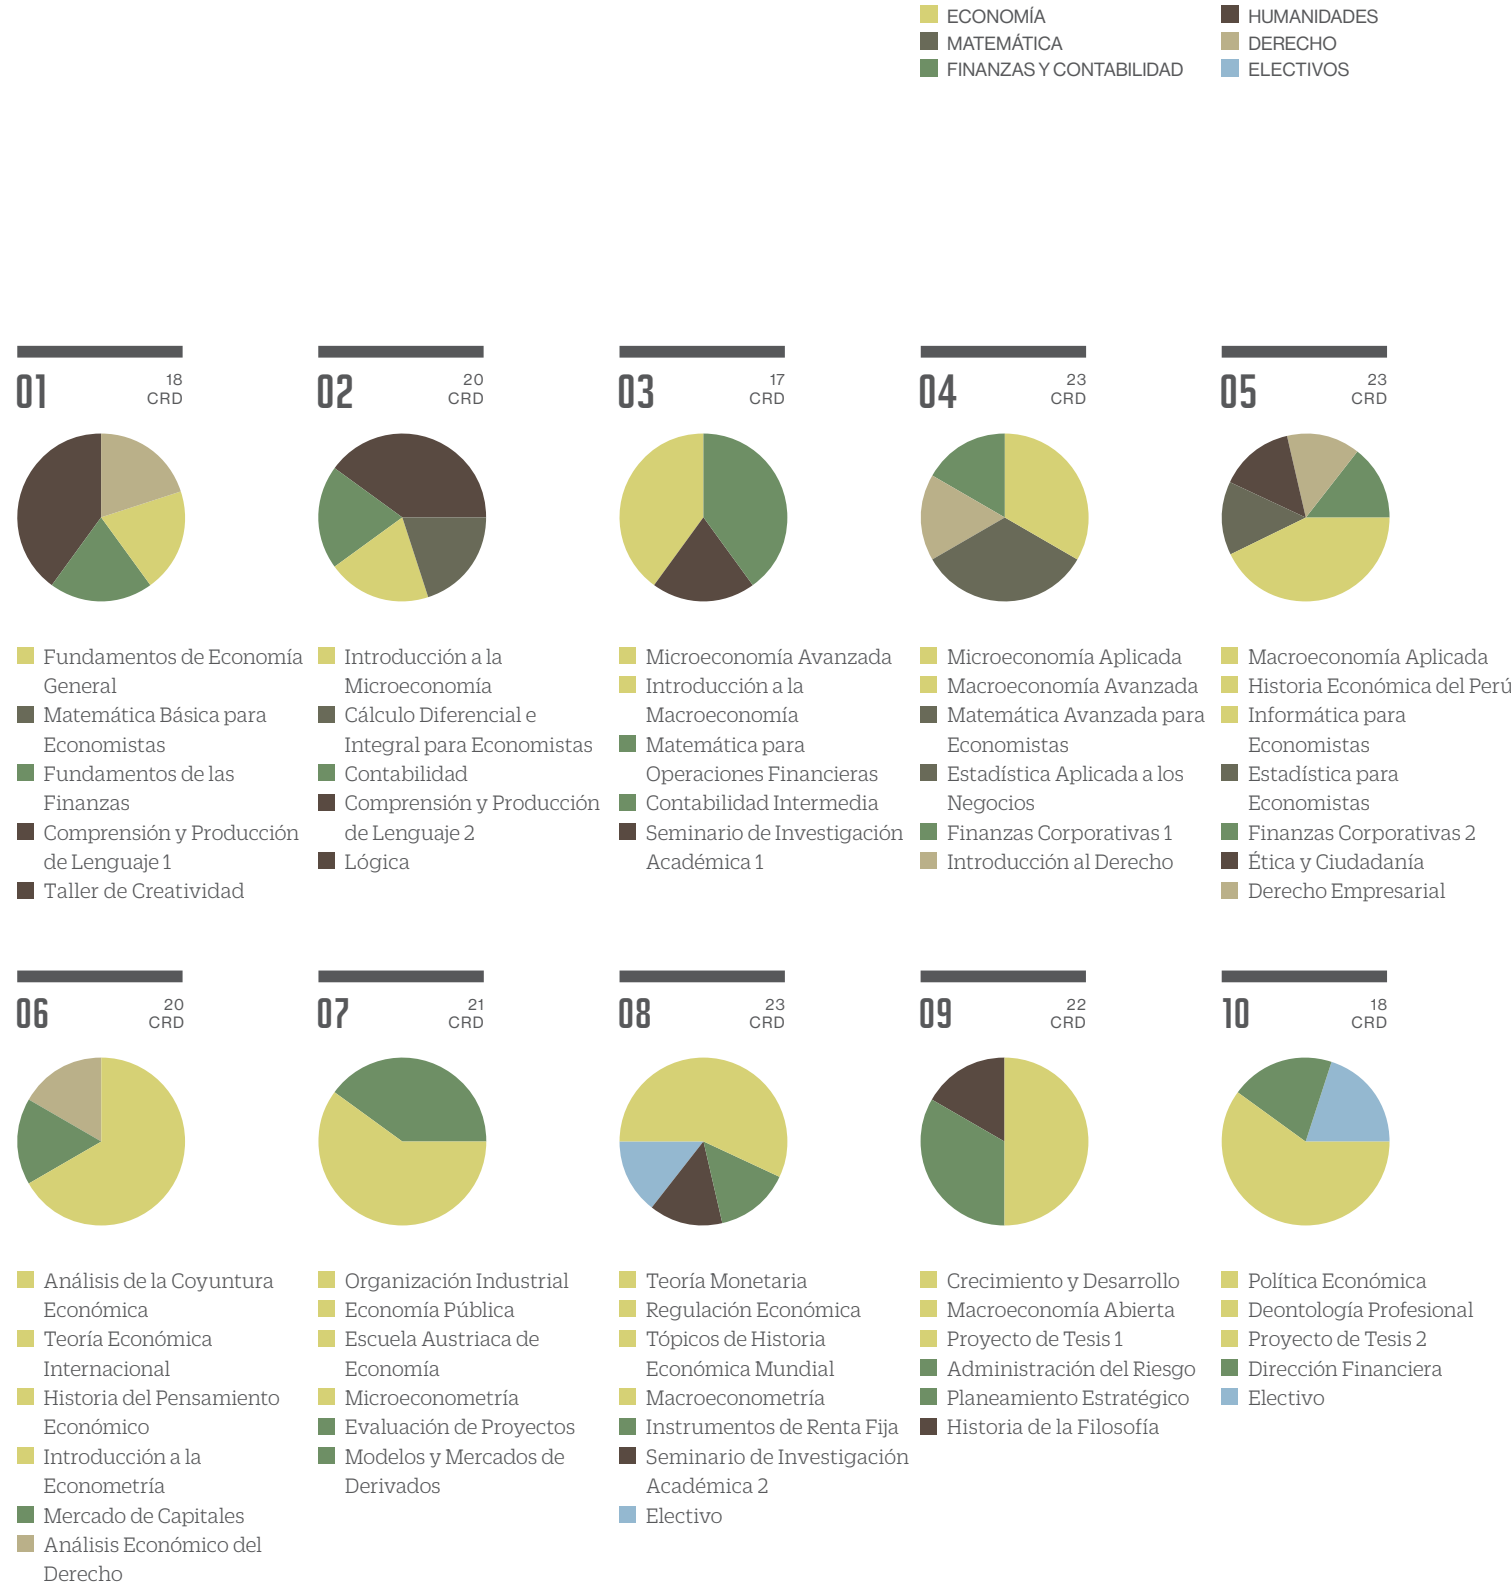 ECONOMÍA
MATEMÁTICA
FINANZAS Y CONTABILIDAD
HUMANIDADES
DERECHO
ELECTIVOS
01
18
CRD
Fundamentos de Economía
General
Matemática Básica para
Economistas
Fundamentos de las
Finanzas
Comprensión y Producción
de Lenguaje 1
Taller de Creatividad
02
20
CRD
Introducción a la
Microeconomía
Cálculo Diferencial e
Integral para Economistas
Contabilidad
Comprensión y Producción
de Lenguaje 2
Lógica
03
17
CRD
Microeconomía Avanzada
Introducción a la
Macroeconomía
Matemática para
Operaciones Financieras
Contabilidad Intermedia
Seminario de Investigación
Académica 1
04
23
CRD
Microeconomía Aplicada
Macroeconomía Avanzada
Matemática Avanzada para
Economistas
Estadística Aplicada a los
Negocios
Finanzas Corporativas 1
Introducción al Derecho
05
23
CRD
Macroeconomía Aplicada
Historia Económica del Perú
Informática para
Economistas
Estadística para
Economistas
Finanzas Corporativas 2
Ética y Ciudadanía
Derecho Empresarial
06
20
CRD
Análisis de la Coyuntura
Económica
Teoría Económica
Internacional
Historia del Pensamiento
Económico
Introducción a la
Econometría
Mercado de Capitales
Análisis Económico del
Derecho
07
21
CRD
Organización Industrial
Economía Pública
Escuela Austriaca de
Economía
Microeconometría
Evaluación de Proyectos
Modelos y Mercados de
Derivados
08
23
CRD
Teoría Monetaria
Regulación Económica
Tópicos de Historia
Económica Mundial
Macroeconometría
Instrumentos de Renta Fija
Seminario de Investigación
Académica 2
Electivo
09
22
CRD
Crecimiento y Desarrollo
Macroeconomía Abierta
Proyecto de Tesis 1
Administración del Riesgo
Planeamiento Estratégico
Historia de la Filosofía
10
18
CRD
Política Económica
Deontología Profesional
Proyecto de Tesis 2
Dirección Financiera
Electivo